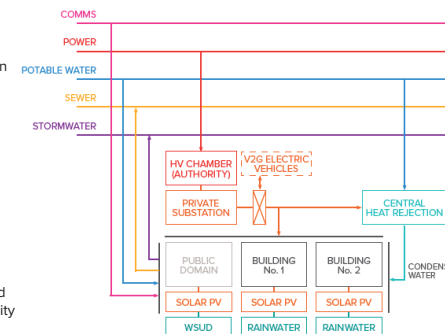 COMMS
POWER
n
POTABLE WATER
SEWER
STORMWATER
HV CHAMBER
(AUTHORITY)
V2G ELECTRIC
VEHICLES
PRIVATE
SUBSTATION
CENTRAL
HEAT REJECTION
PUBLIC
DOMAIN
BUILDING
No. 1
BUILDING
No. 2
CONDENS
WATER
d
ity
SOLAR PV
SOLAR PV
SOLAR PV
WSUD
RAINWATER
RAINWATER